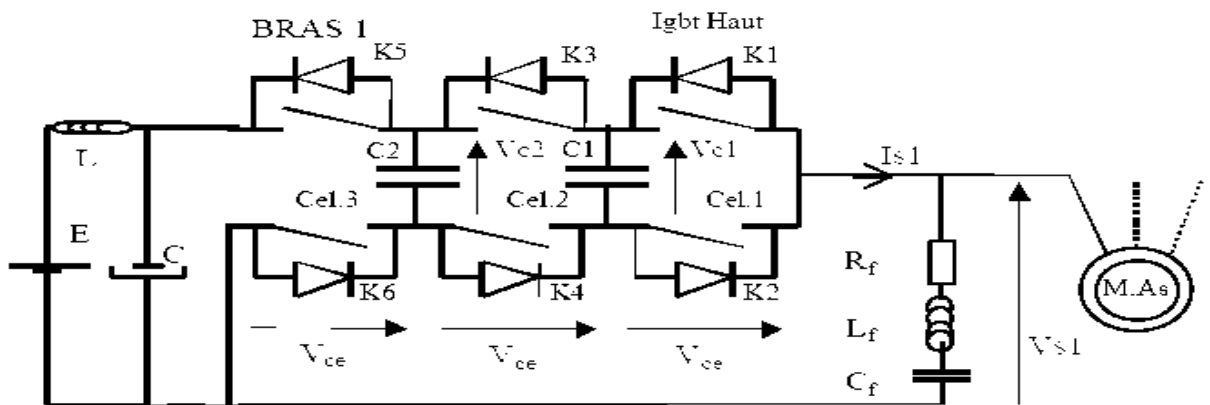 BRAS 1
Igbt Haut
K5
K3
K1
L
C2
Vc2
C1
Vc1
Is1
Cel.3
Cel.2
Cel.1
E
C
K6
K4
K2
Rf
M.As
Vce
Vce
Vce
Lf
Vs1
Cf